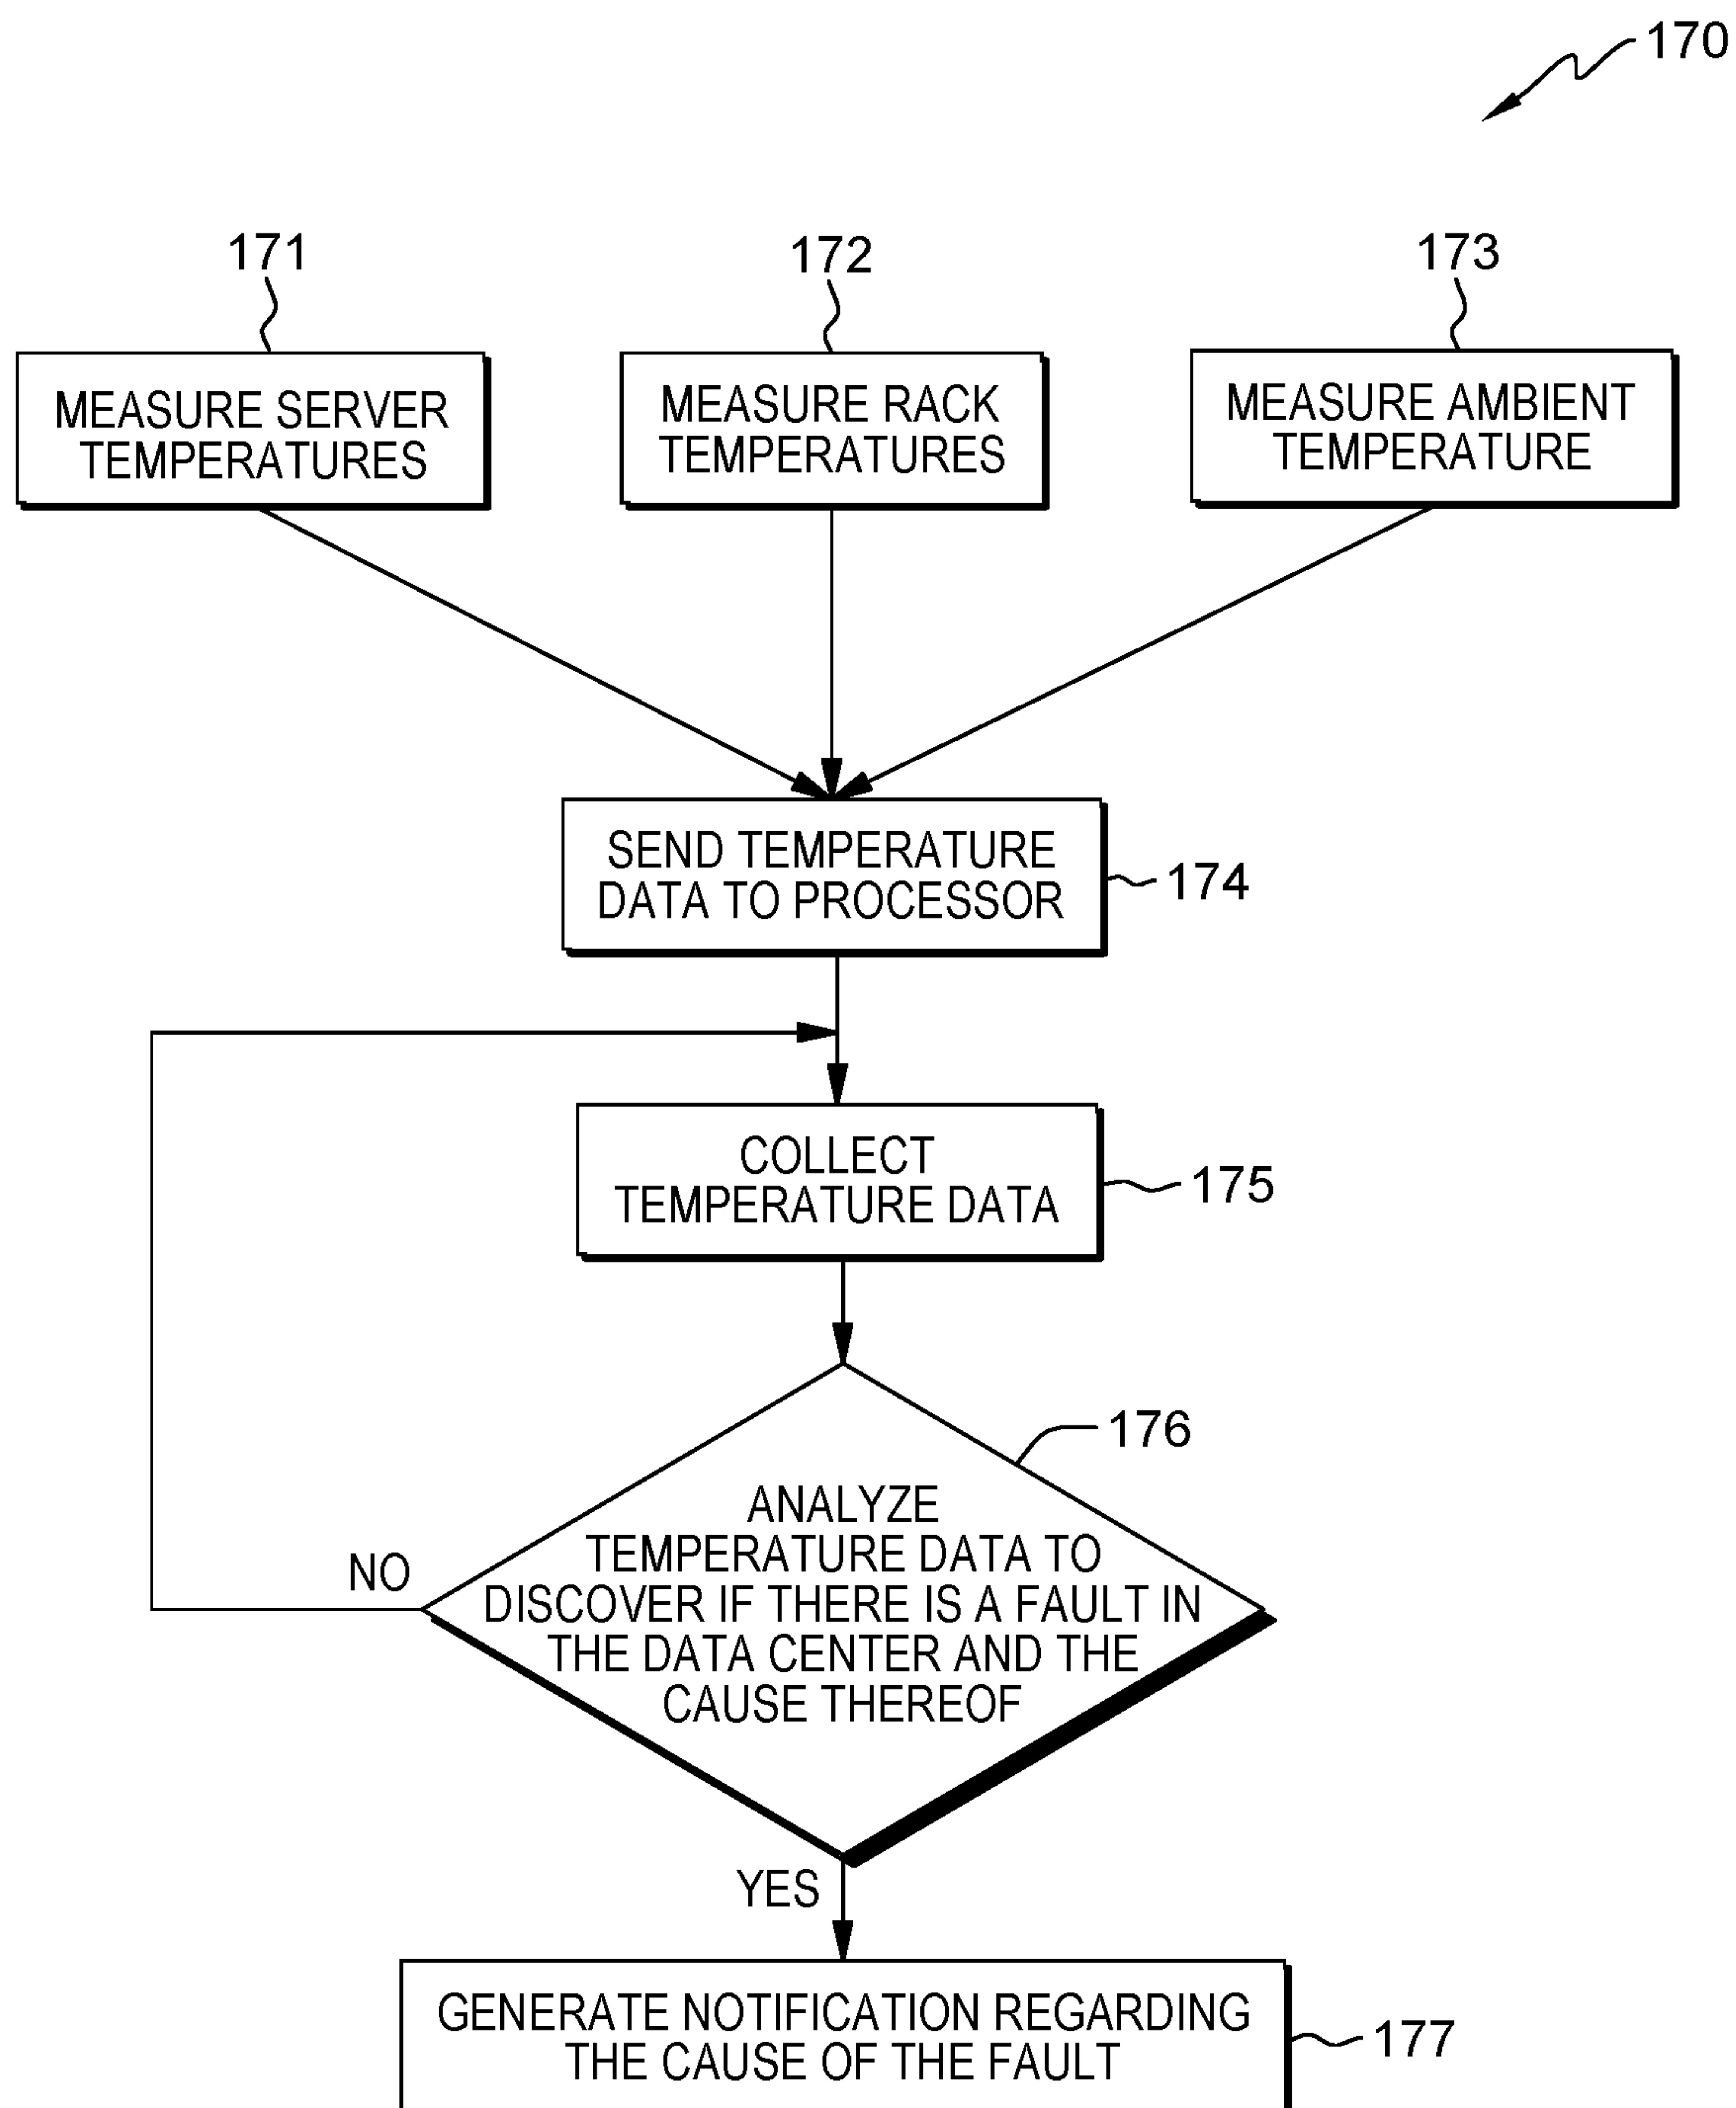 170
171
172
173
MEASURE SERVER
TEMPERATURES
MEASURE RACK
TEMPERATURES
MEASURE AMBIENT
TEMPERATURE
SEND TEMPERATURE
DATA TO PROCESSOR
174
COLLECT
TEMPERATURE DATA
175
176
ANALYZE
TEMPERATURE DATA TO
DISCOVER IF THERE IS A FAULT IN
THE DATA CENTER AND THE
CAUSE THEREOF
NO
YES
GENERATE NOTIFICATION REGARDING
THE CAUSE OF THE FAULT
177